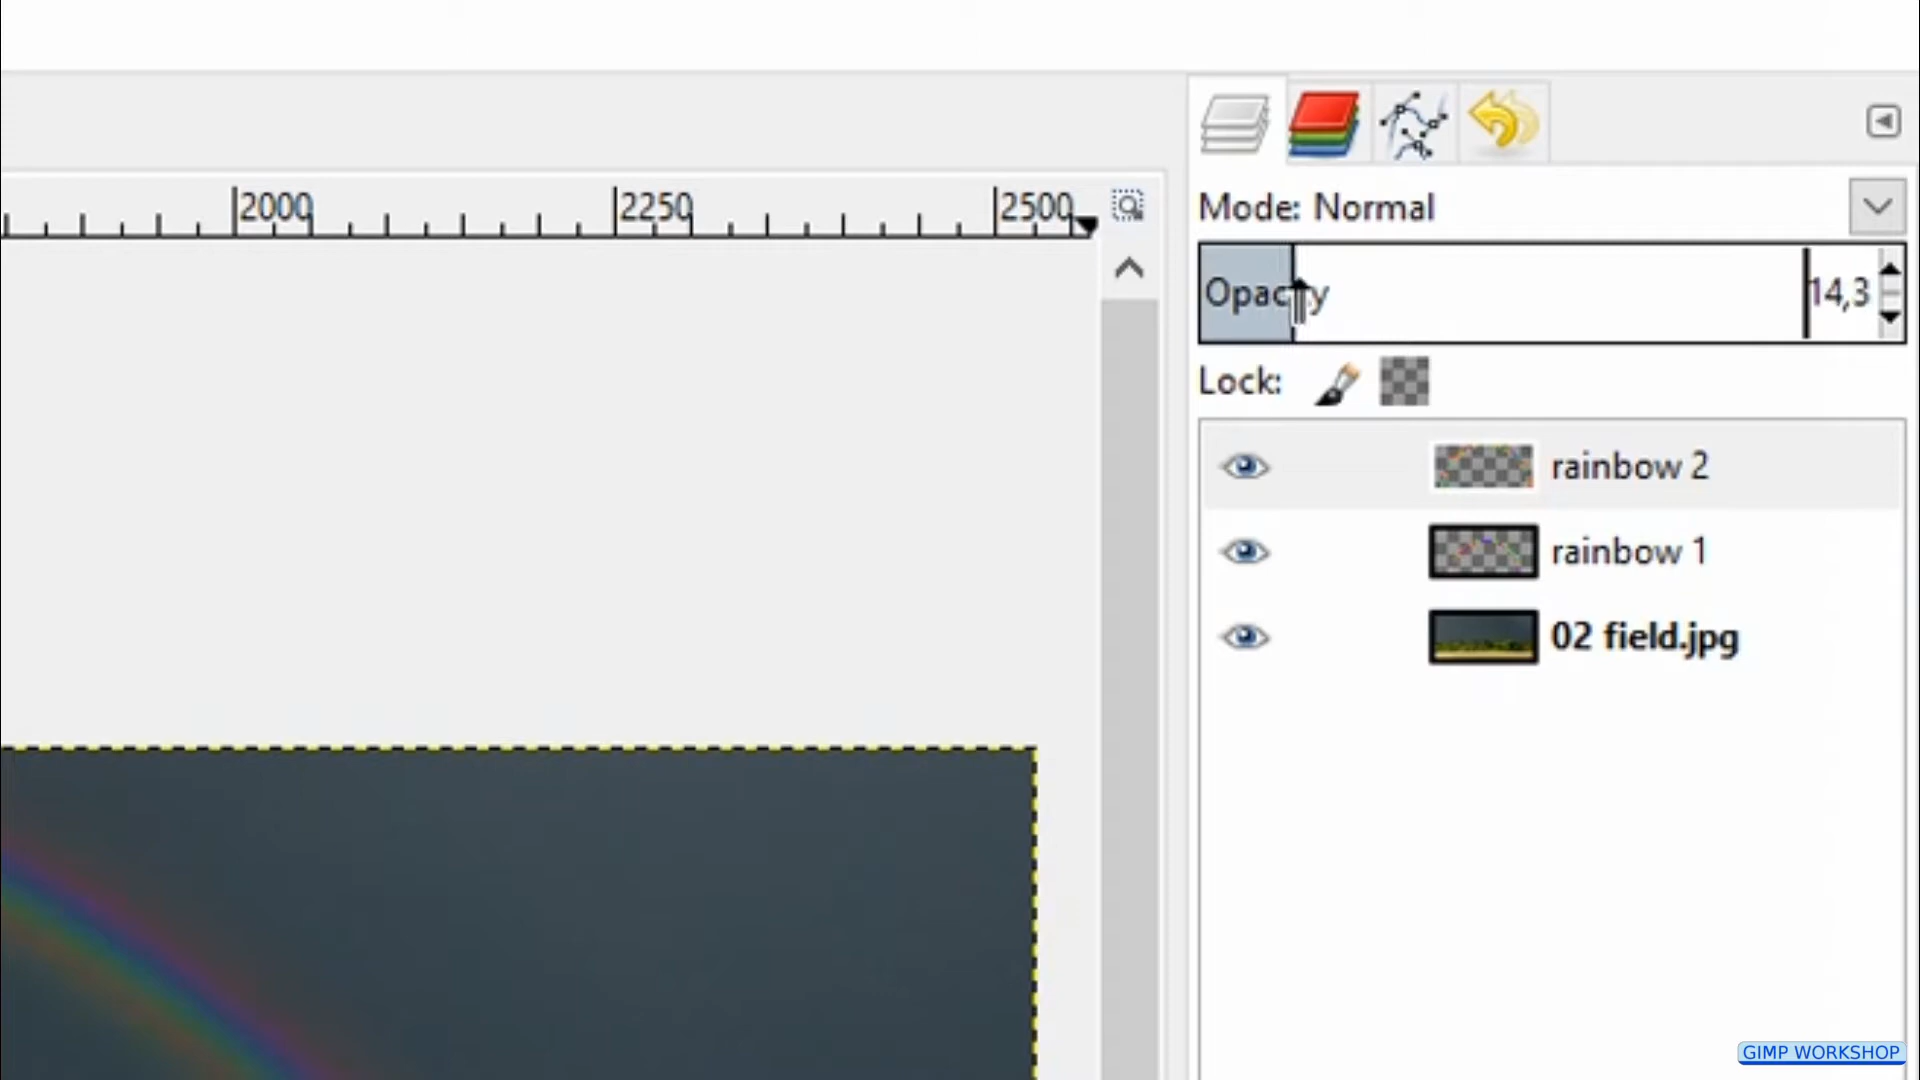 2000 2250 2500
Mode: Normal
Opacity 14,3
Lock:
rainbow 2
rainbow 1
02 field.jpg
GIMP WORKSHOP